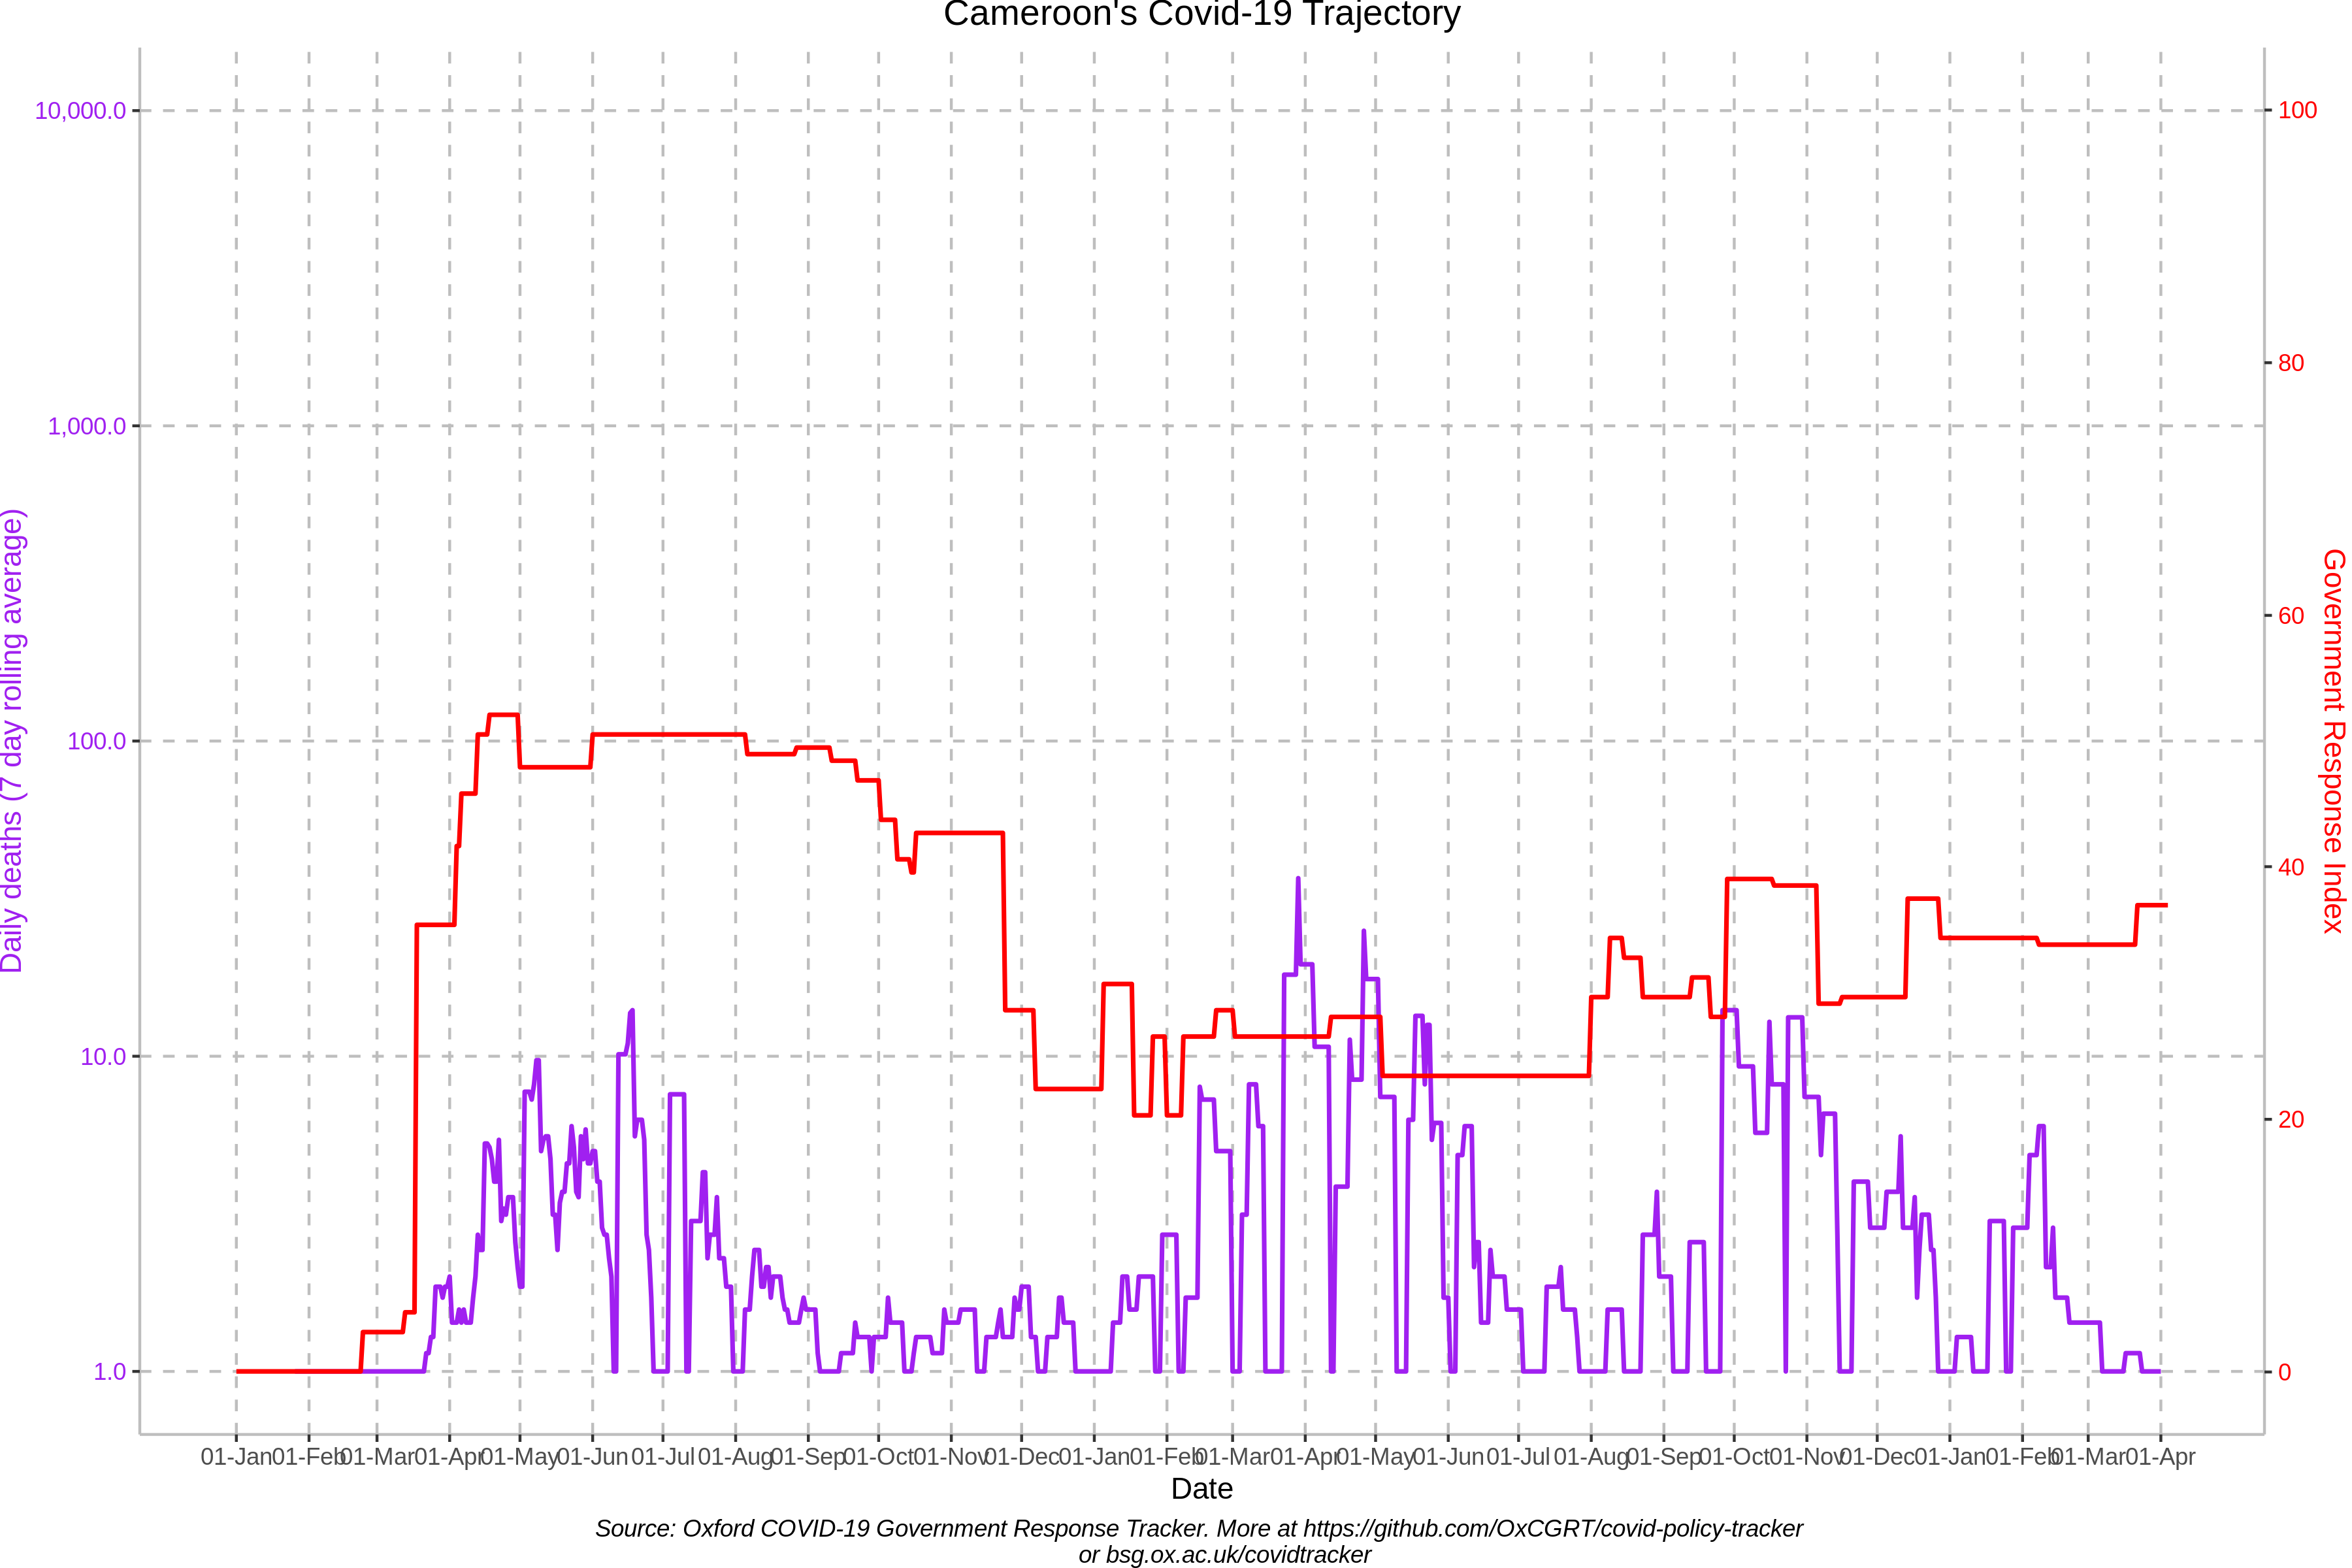 Cameroon's Covid-19 Trajectory
10,000.0
1,000.0
100.0
10.0
1.0
Daily deaths (7 day rolling average)
100
80
60
40
20
0
Government Response Index
01-Jan 01-Feb 01-Mar 01-Apr 01-May 01-Jun 01-Jul 01-Aug 01-Sep 01-Oct 01-Nov 01-Dec 01-Jan 01-Feb 01-Mar 01-Apr 01-May 01-Jun 01-Jul 01-Aug 01-Sep 01-Oct 01-Nov 01-Dec 01-Jan 01-Feb 01-Mar 01-Apr
Date
Source: Oxford COVID-19 Government Response Tracker. More at https://github.com/OxCGRT/covid-policy-tracker
or bsg.ox.ac.uk/covidtracker